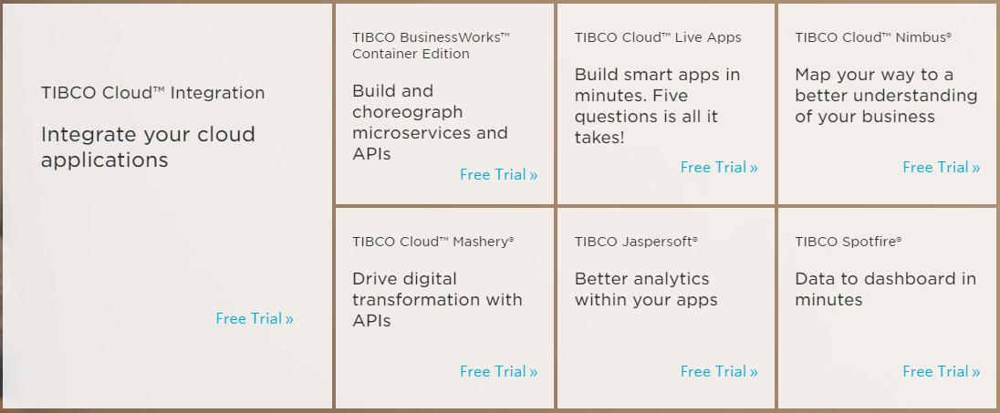 TIBCO Cloud™ Integration
Integrate your cloud
applications
Free Trial »
TIBCO BusinessWorks™
Container Edition
Build and
choreograph
microservices and
APIs
Free Trial »
TIBCO Cloud™ Live Apps
Build smart apps in
minutes. Five
questions is all it
takes!
Free Trial »
TIBCO Cloud™ Nimbus®
Map your way to a
better understanding
of your business
Free Trial »
TIBCO Cloud™ Mashery®
Drive digital
transformation with
APIs
Free Trial »
TIBCO Jaspersoft®
Better analytics
within your apps
Free Trial »
TIBCO Spotfire®
Data to dashboard in
minutes
Free Trial »